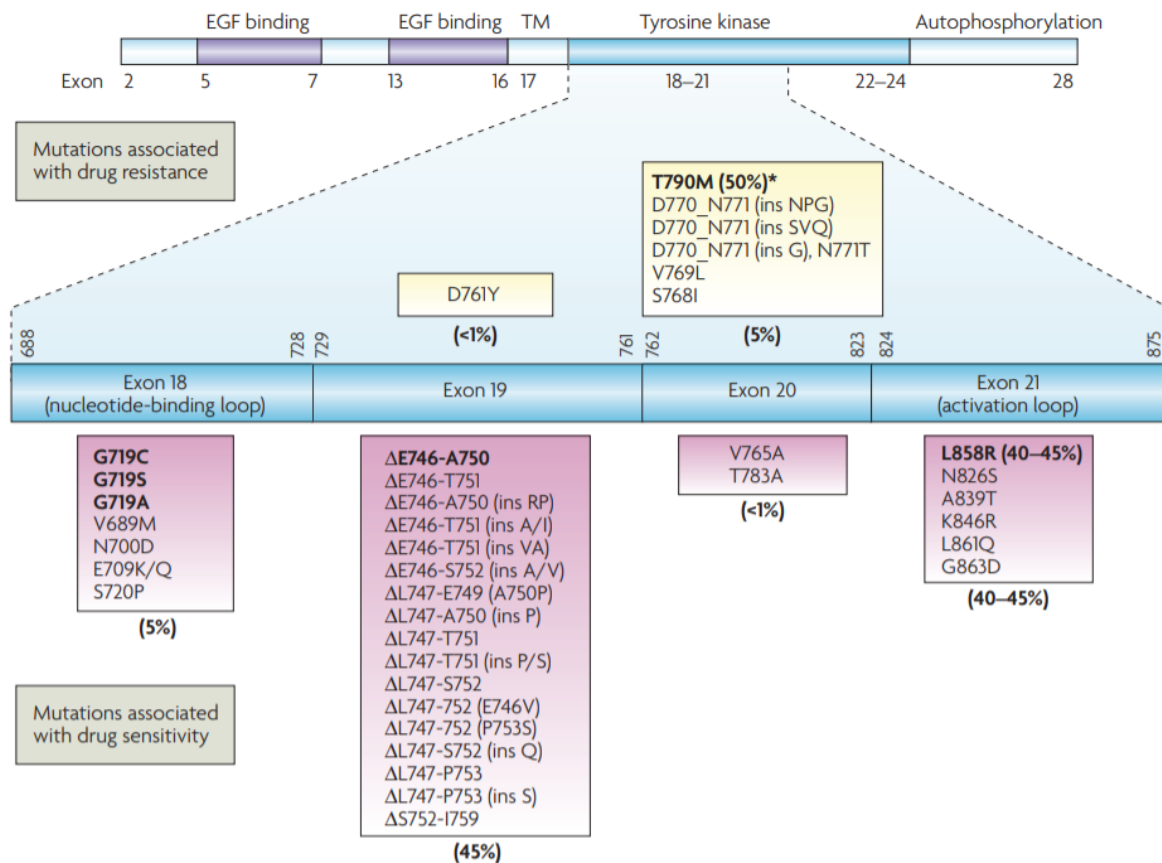 EGF binding EGF binding TM Tyrosine kinase Autophosphorylation
Exon 2 5 7 13 16 17 18–21 22–24 28
Mutations associated
with drug resistance
T790M (50%)*
D770_N771 (ins NPG)
D770_N771 (ins SVQ)
D770_N771 (ins G), N771T
V769L
S768I
(5%)
D761Y
(<1%)
688 728 729 761 762 823 824 875
Exon 18
(nucleotide-binding loop)
Exon 19
Exon 20
Exon 21
(activation loop)
G719C
G719S
G719A
V689M
N700D
E709K/Q
S720P
(5%)
ΔE746-A750
ΔE746-T751
ΔE746-A750 (ins RP)
ΔE746-T751 (ins A/I)
ΔE746-T751 (ins VA)
ΔE746-S752 (ins A/V)
ΔL747-E749 (A750P)
ΔL747-A750 (ins P)
ΔL747-T751
ΔL747-T751 (ins P/S)
ΔL747-S752
ΔL747-752 (E746V)
ΔL747-752 (P753S)
ΔL747-S752 (ins Q)
ΔL747-P753
ΔL747-P753 (ins S)
ΔS752-I759
(45%)
V765A
T783A
(<1%)
L858R (40–45%)
N826S
A839T
K846R
L861Q
G863D
(40–45%)
Mutations associated
with drug sensitivity